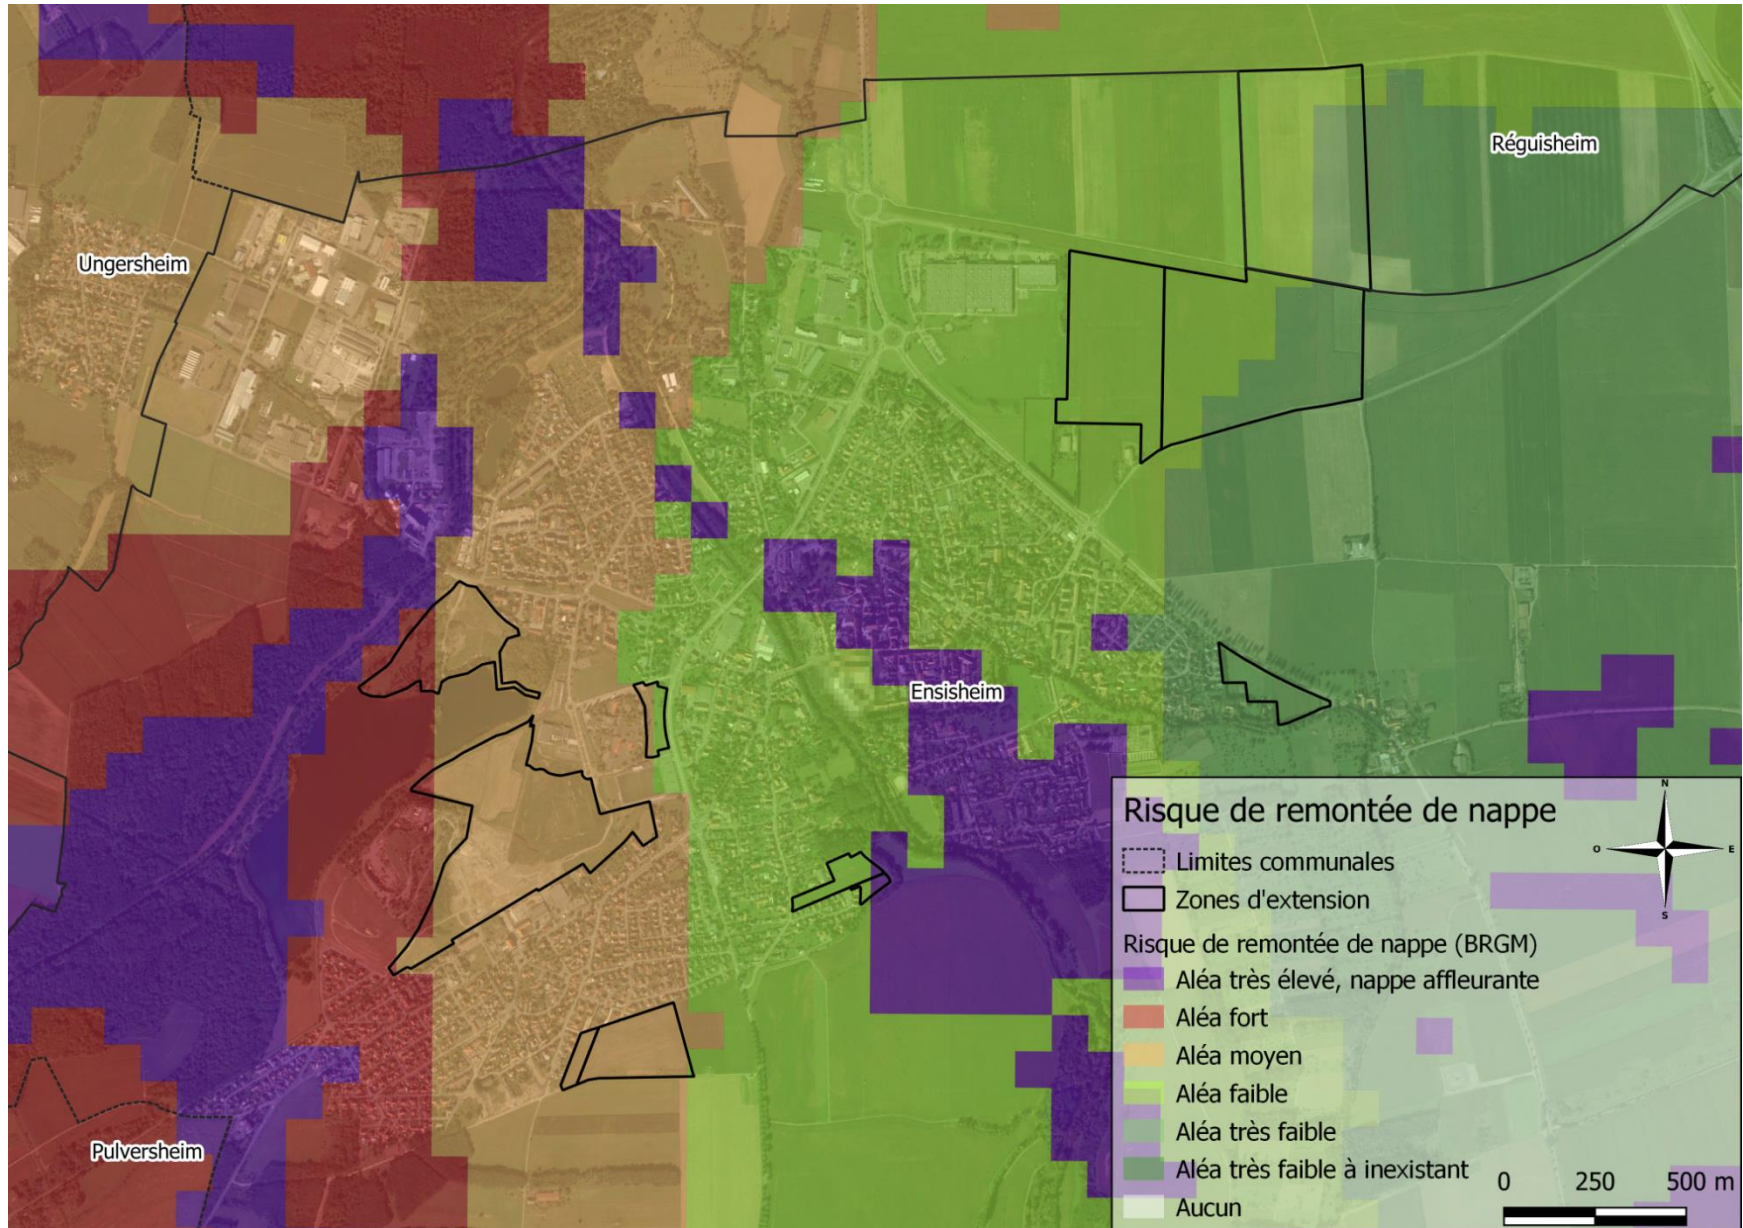 Réguisheim
Ungersheim
Ensisheim
Pulversheim
Risque de remontée de nappe
Limites communales
Zones d'extension
Risque de remontée de nappe (BRGM)
Aléa très élevé, nappe affleurante
Aléa fort
Aléa moyen
Aléa faible
Aléa très faible
Aléa très faible à inexistant
Aucun
N
O
E
S
0 250 500 m